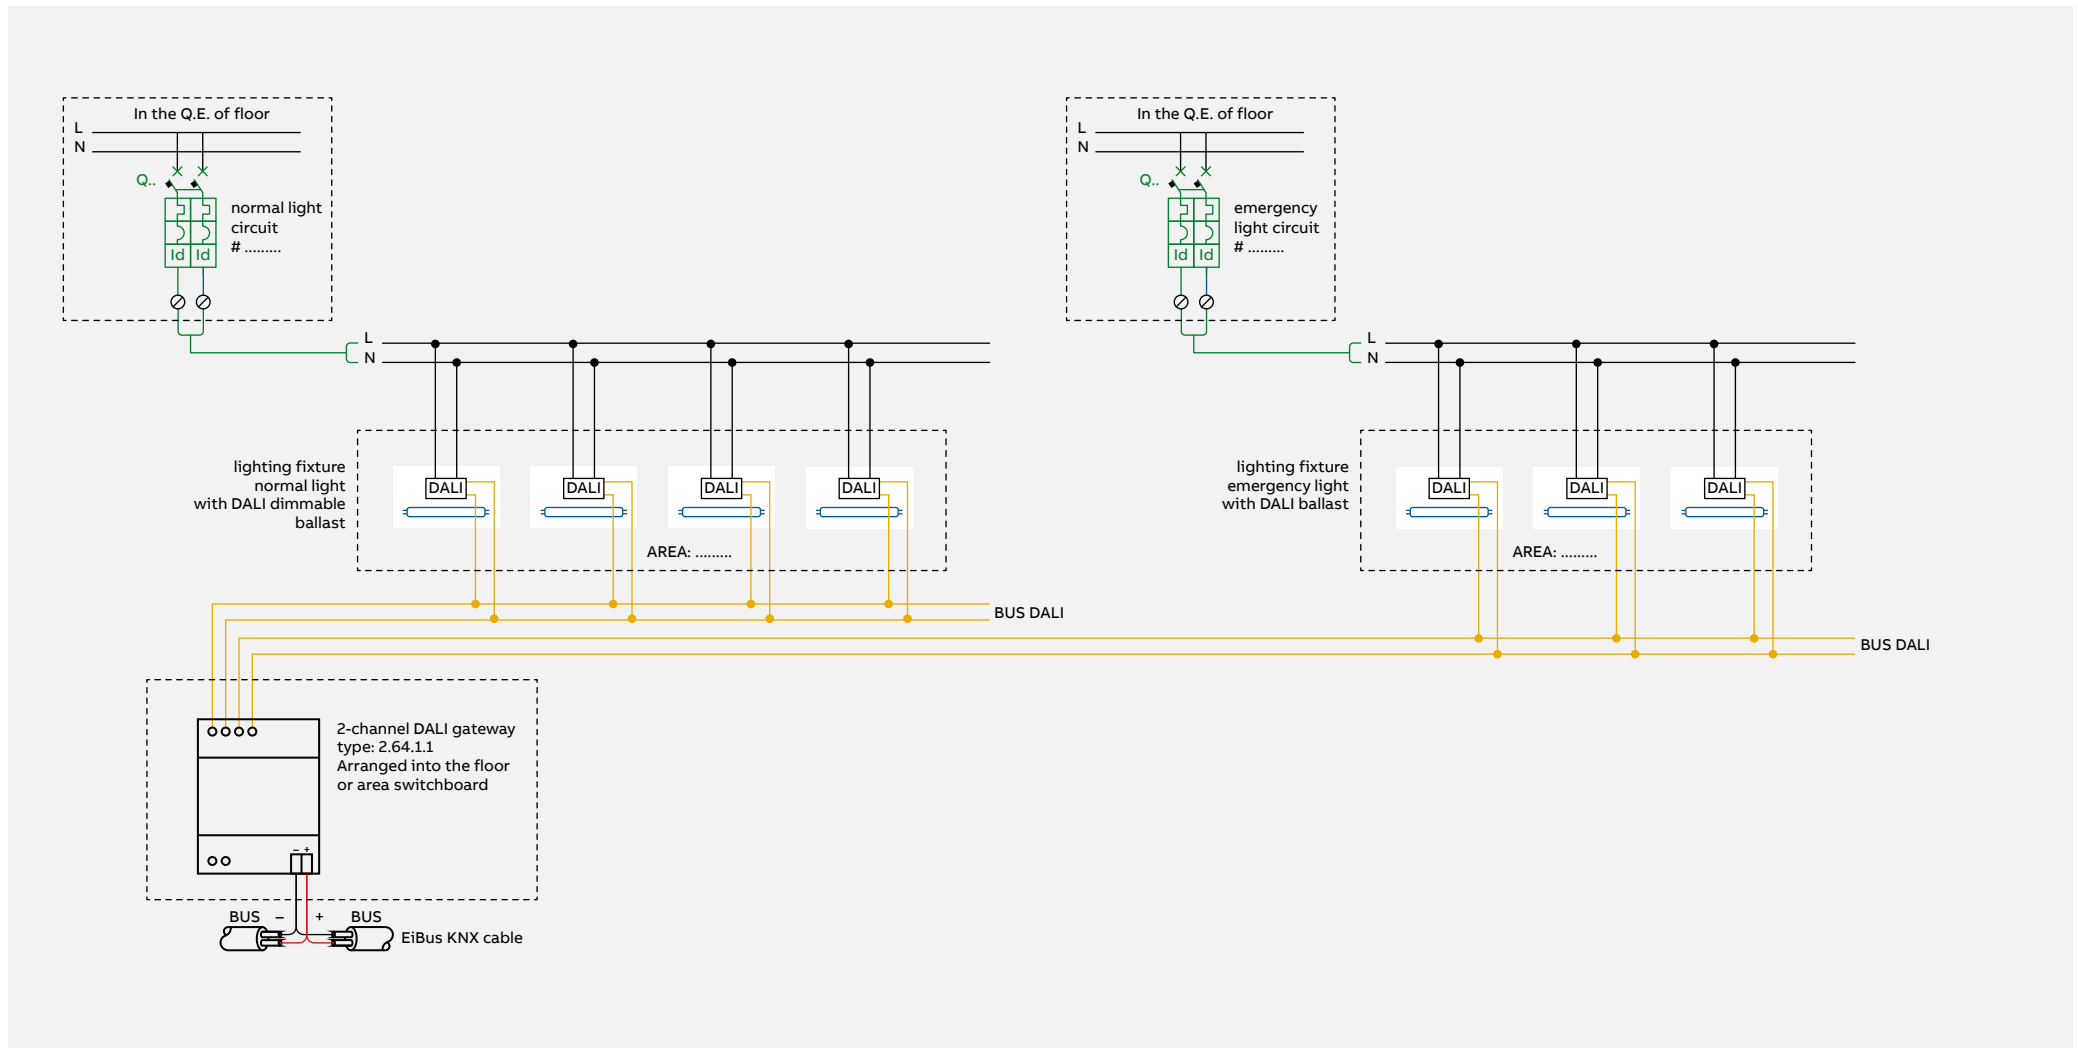 In the Q.E. of floor
L
N
Q..
normal light
circuit
# .........
Id Id
L
N
lighting fixture
normal light
with DALI dimmable
ballast
DALI DALI DALI DALI
AREA: .........
BUS DALI
In the Q.E. of floor
L
N
Q..
emergency
light circuit
# .........
Id Id
L
N
lighting fixture
emergency light
with DALI ballast
DALI DALI DALI
AREA: .........
BUS DALI
2-channel DALI gateway
type: 2.64.1.1
Arranged into the floor
or area switchboard
– +
BUS – + BUS
EiBus KNX cable